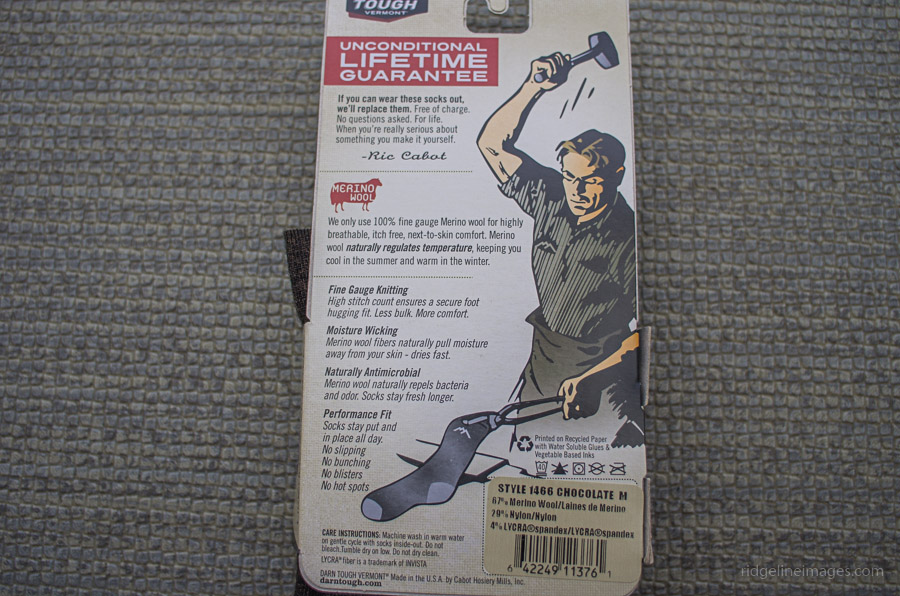 TOUGH
VERMONT
UNCONDITIONAL
LIFETIME
GUARANTEE
If you can wear these socks out,
we'll replace them. Free of charge.
No questions asked. For life.
When you're really serious about
something you make it yourself.
-Ric Cabot
MERINO
WOOL
We only use 100% fine gauge Merino wool for highly
breathable, itch free, next-to-skin comfort. Merino
wool naturally regulates temperature, keeping you
cool in the summer and warm in the winter.
Fine Gauge Knitting
High stitch count ensures a secure foot
hugging fit. Less bulk. More comfort.
Moisture Wicking
Merino wool fibers naturally pull moisture
away from your skin - dries fast.
Naturally Antimicrobial
Merino wool naturally repels bacteria
and odor. Socks stay fresh longer.
Performance Fit
Socks stay put and
in place all day.
No slipping
No bunching
No blisters
No hot spots
Printed on Recycled Paper
with Water Soluble Glues &
Vegetable Based Inks
STYLE 1466 CHOCOLATE M
67% Merino Wool/Laines de Merino
29% Nylon/Nylon
4% LYCRA®spandex/LYCRA®spandex
6 42249 11376 1
CARE INSTRUCTIONS: Machine wash in warm water
on gentle cycle with socks inside-out. Do not
bleach.Tumble dry on low. Do not dry clean.
LYCRA® fiber is a trademark of INVISTA
DARN TOUGH VERMONT® Made in the U.S.A. by Cabot Hosiery Mills, Inc.
darntough.com
ridgelineimages.com